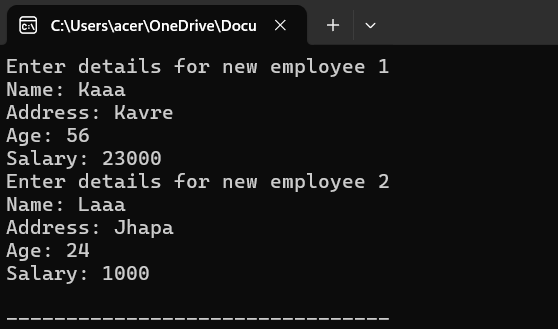 C:\Users\acer\OneDrive\Docu
Enter details for new employee 1
Name: Kaaa
Address: Kavre
Age: 56
Salary: 23000
Enter details for new employee 2
Name: Laaa
Address: Jhapa
Age: 24
Salary: 1000
--------------------------------